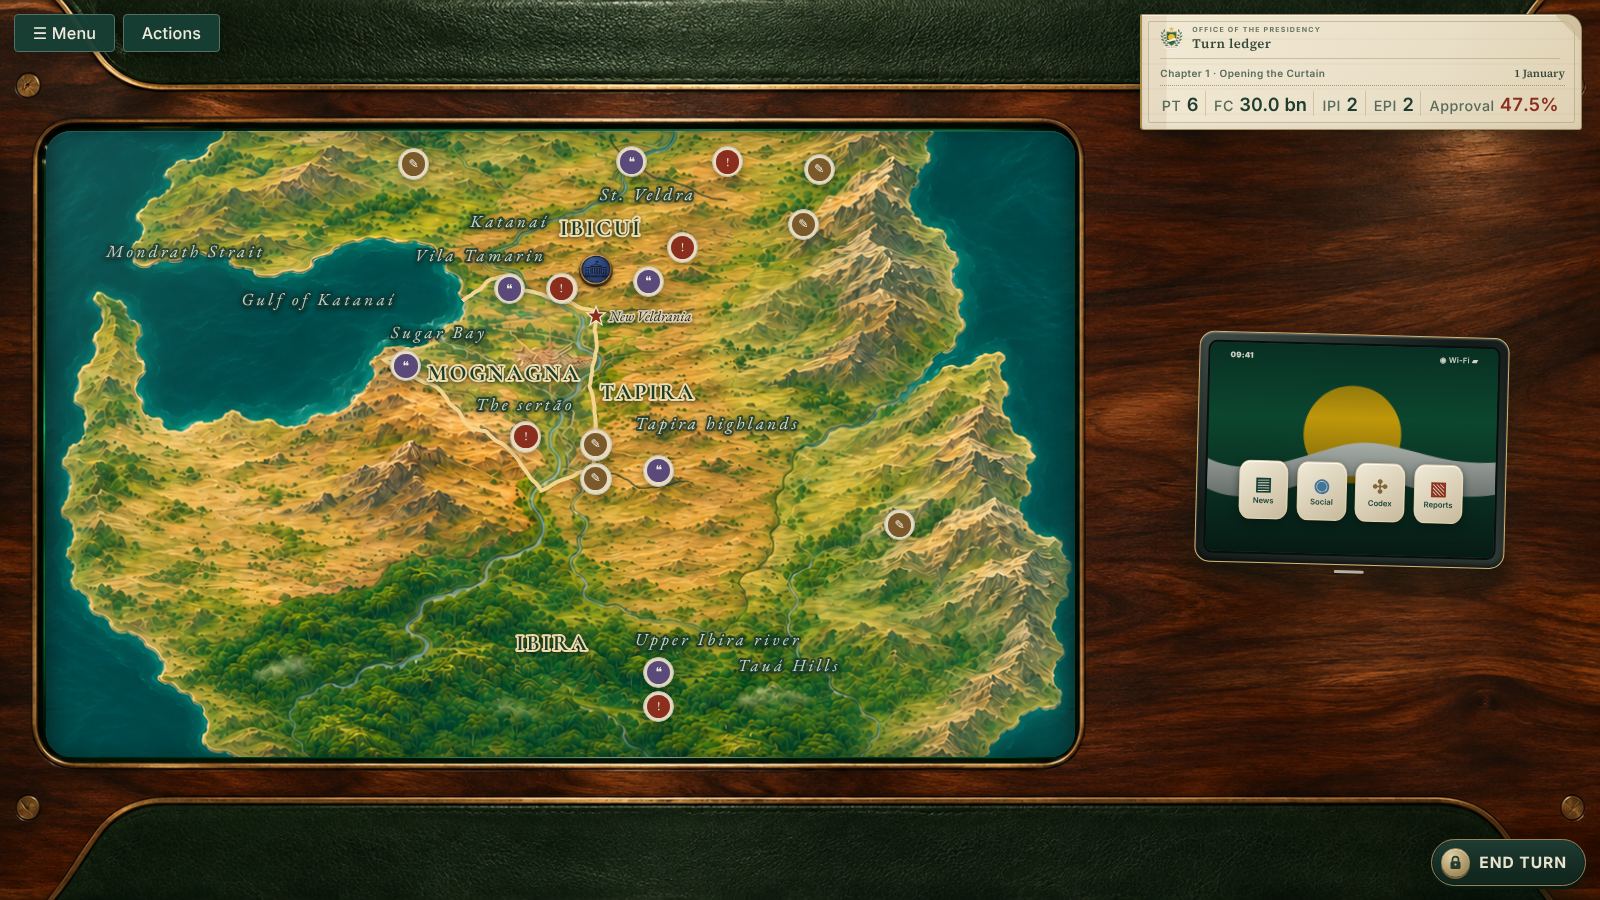 ☰ Menu
Actions
OFFICE OF THE PRESIDENCY
Turn ledger
Chapter 1 · Opening the Curtain
1 January
PT 6
FC 30.0 bn
IPI 2
EPI 2
Approval 47.5%
St. Veldra
Katanaí
IBICUÍ
Mondrath Strait
Vila Tamarin
Gulf of Katanaí
New Veldrania
Sugar Bay
MOGNAGNA
TAPIRA
The sertão
Tapira highlands
IBIRA
Upper Ibira river
Tauá Hills
09:41
Wi-Fi
News
Social
Codex
Reports
END TURN